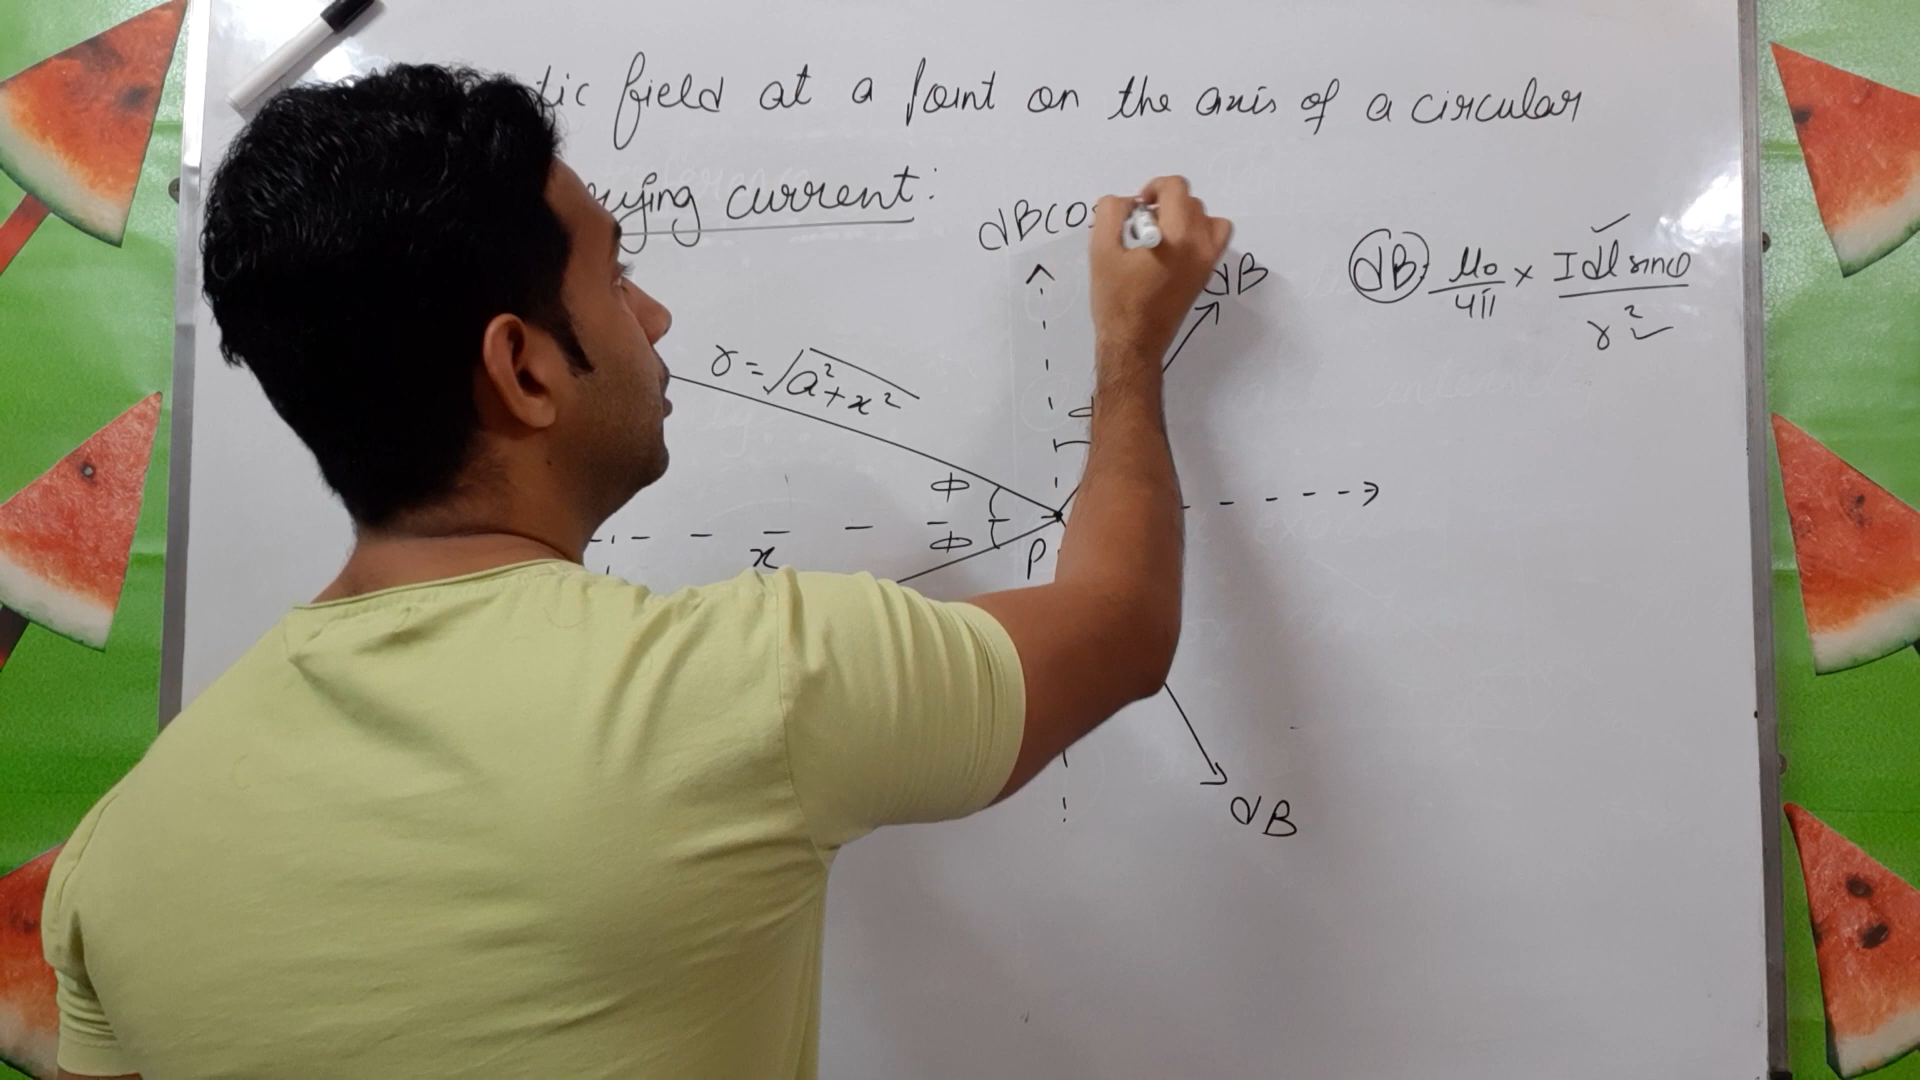 tic field at a point on the axis of a circular
rying current:
dBcos
dB
dB μ₀/4π × Idl sinθ/r²
r = √a²+x²
Φ
Φ
x
P
dB